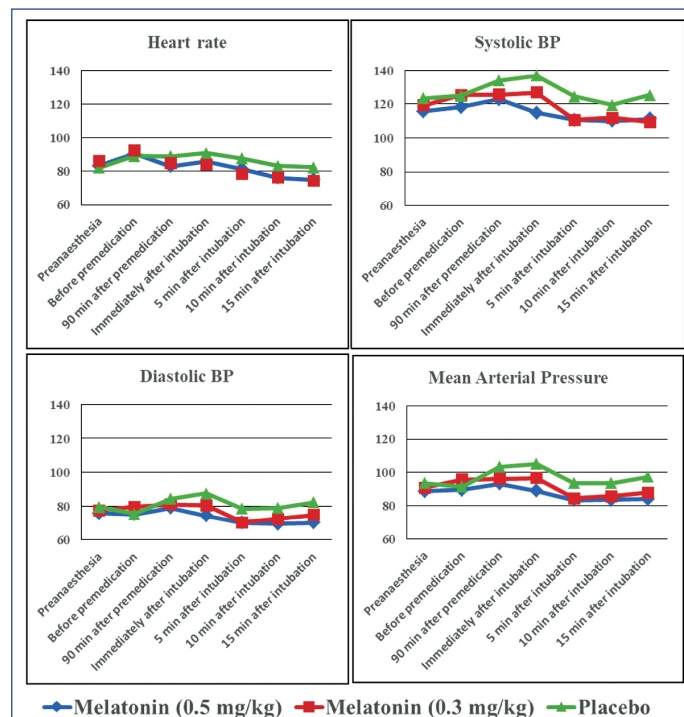 Heart rate
140
120
100
80
60
Preanaesthesia
Before premedication
90 min after premedication
Immediately after intubation
5 min after intubation
10 min after intubation
15 min after intubation
Systolic BP
140
120
100
80
60
Preanaesthesia
Before premedication
90 min after premedication
Immediately after intubation
5 min after intubation
10 min after intubation
15 min after intubation
Diastolic BP
140
120
100
80
60
Preanaesthesia
Before premedication
90 min after premedication
Immediately after intubation
5 min after intubation
10 min after intubation
15 min after intubation
Mean Arterial Pressure
140
120
100
80
60
Preanaesthesia
Before premedication
90 min after premedication
Immediately after intubation
5 min after intubation
10 min after intubation
15 min after intubation
Melatonin (0.5 mg/kg) Melatonin (0.3 mg/kg) Placebo